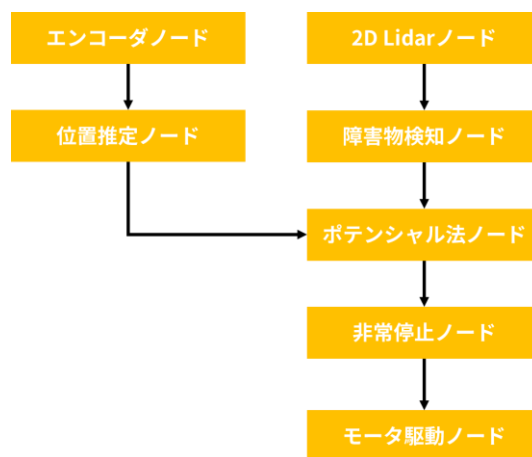 エンコーダノード
2D Lidarノード
位置推定ノード
障害物検知ノード
ポテンシャル法ノード
非常停止ノード
モータ駆動ノード